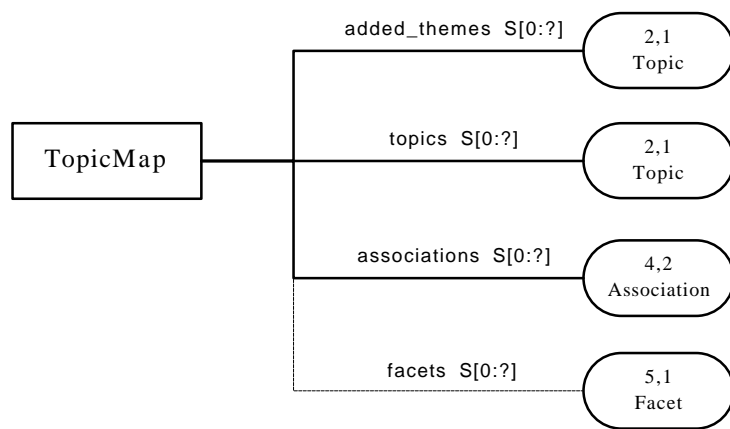 added_themes S[0:?]
2,1
Topic
TopicMap
topics S[0:?]
2,1
Topic
associations S[0:?]
4,2
Association
facets S[0:?]
5,1
Facet